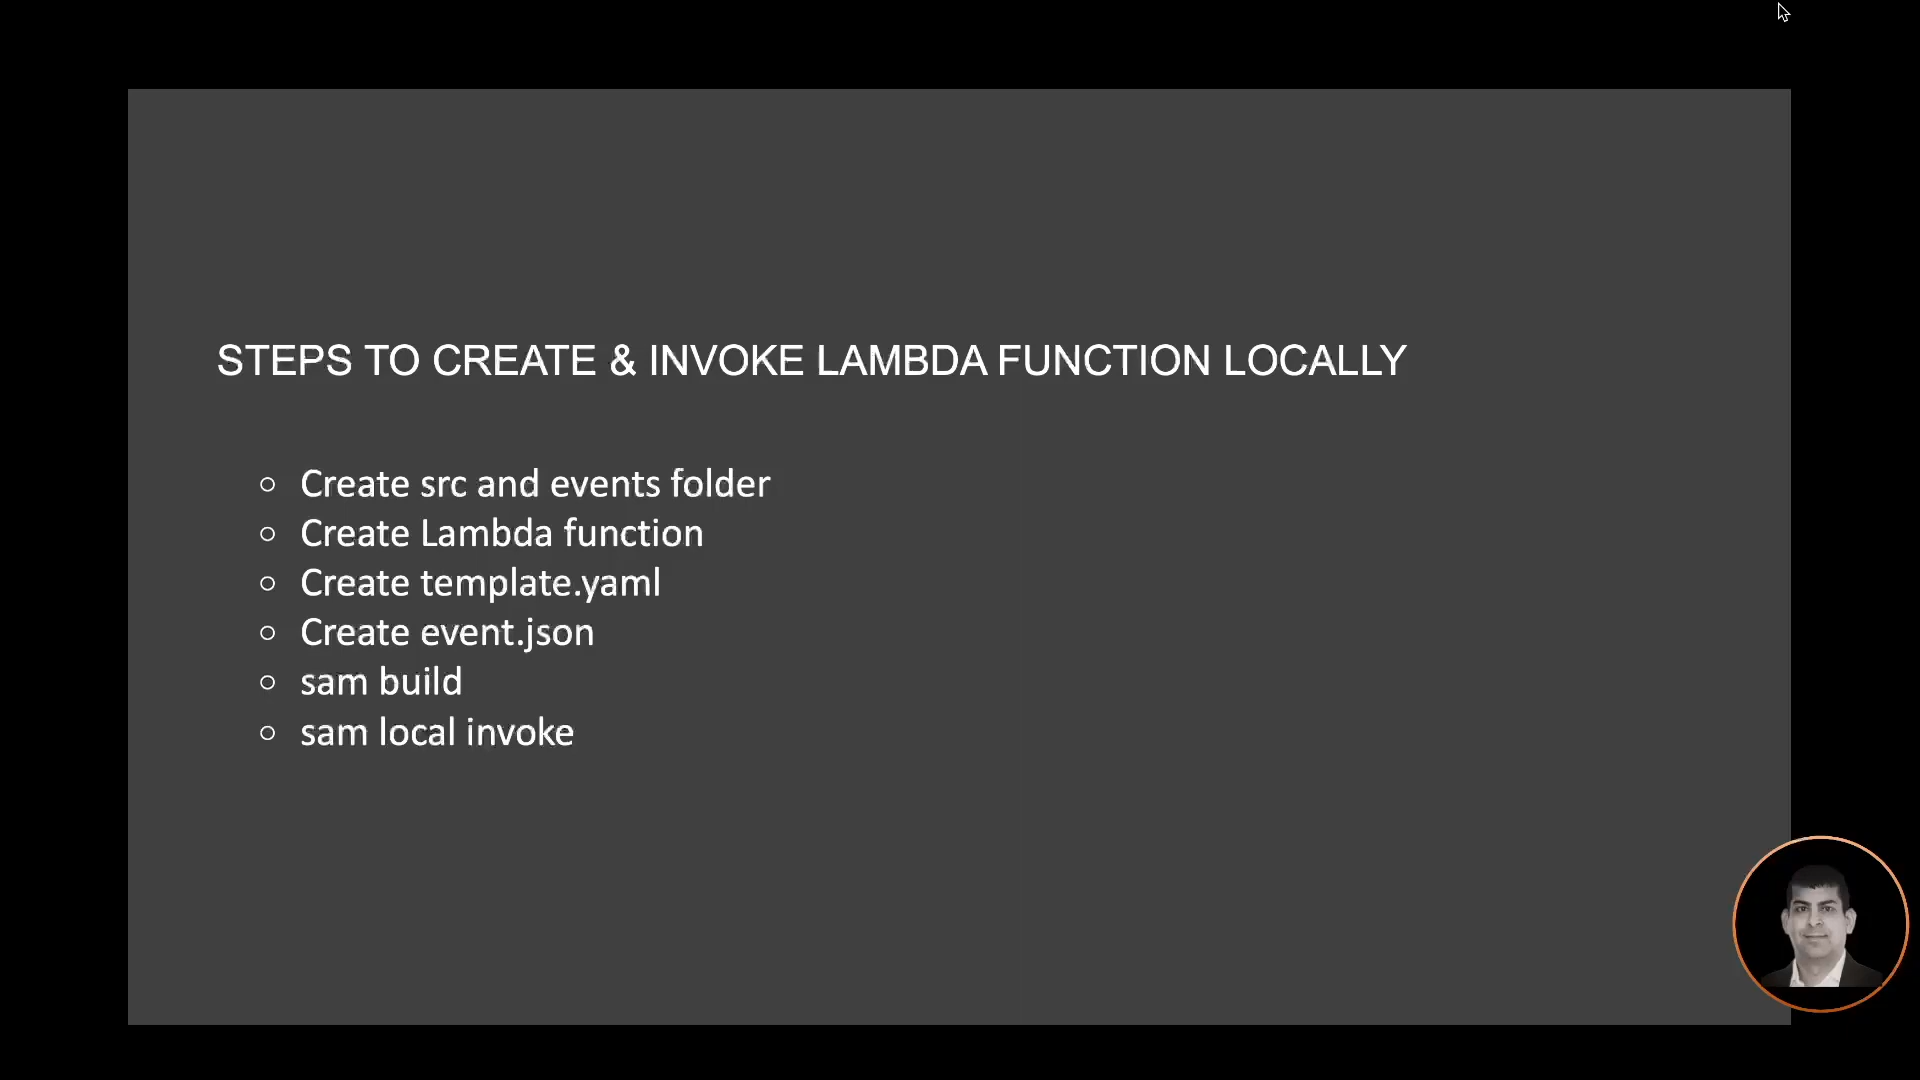 STEPS TO CREATE & INVOKE LAMBDA FUNCTION LOCALLY
○ Create src and events folder
○ Create Lambda function
○ Create template.yaml
○ Create event.json
○ sam build
○ sam local invoke